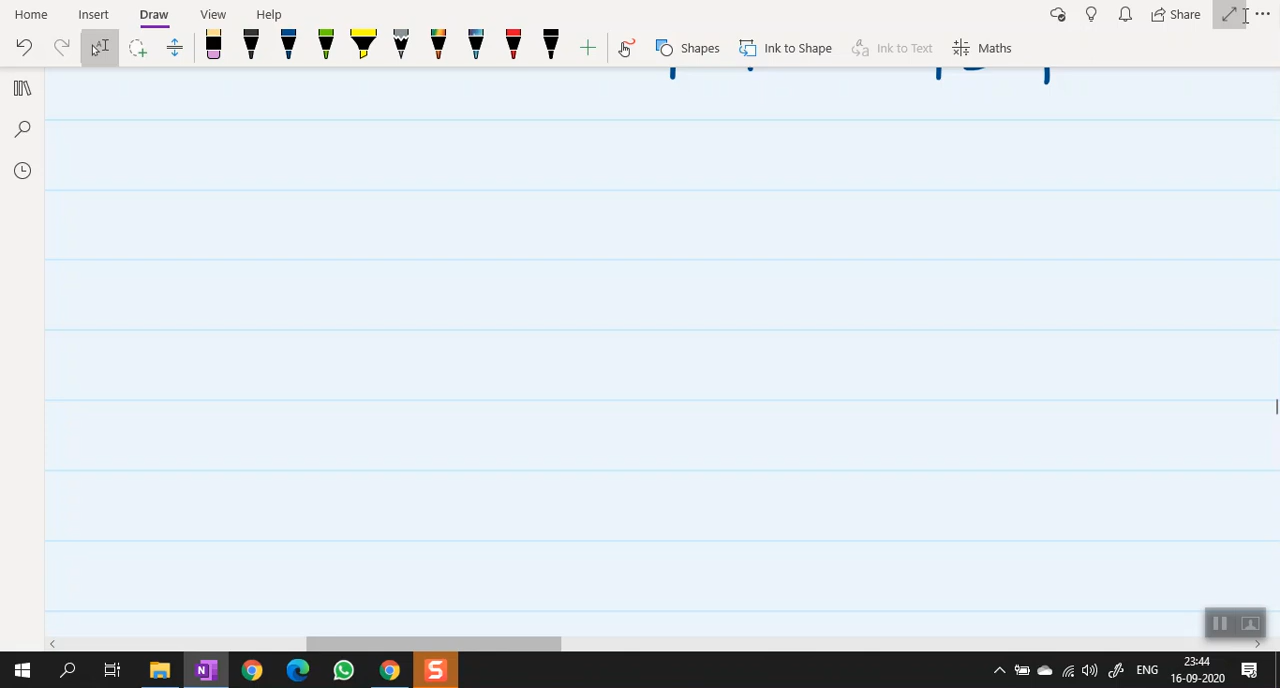 Home Insert Draw View Help Share
Shapes Ink to Shape Ink to Text Maths
ENG 23:44
16-09-2020